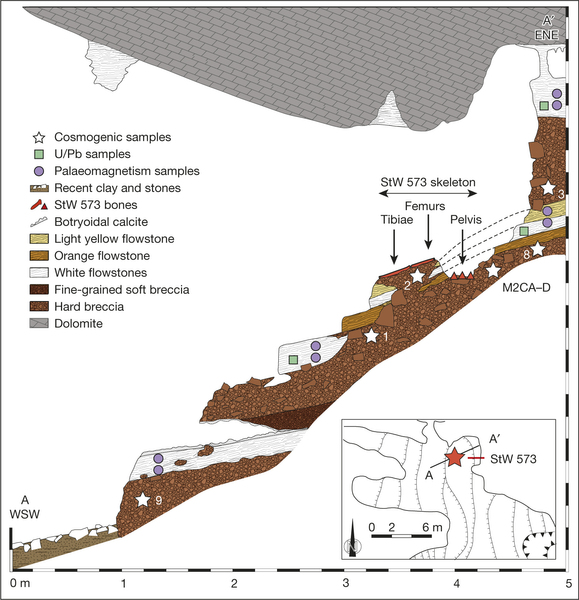 A′
ENE
Cosmogenic samples
U/Pb samples
Palaeomagnetism samples
Recent clay and stones
StW 573 bones
Botryoidal calcite
Light yellow flowstone
Orange flowstone
White flowstones
Fine-grained soft breccia
Hard breccia
Dolomite
StW 573 skeleton
Femurs
Tibiae
Pelvis
3
8
2
M2CA–D
1
9
A
WSW
A′
StW 573
A
0 2 6 m
N
0 m 1 2 3 4 5